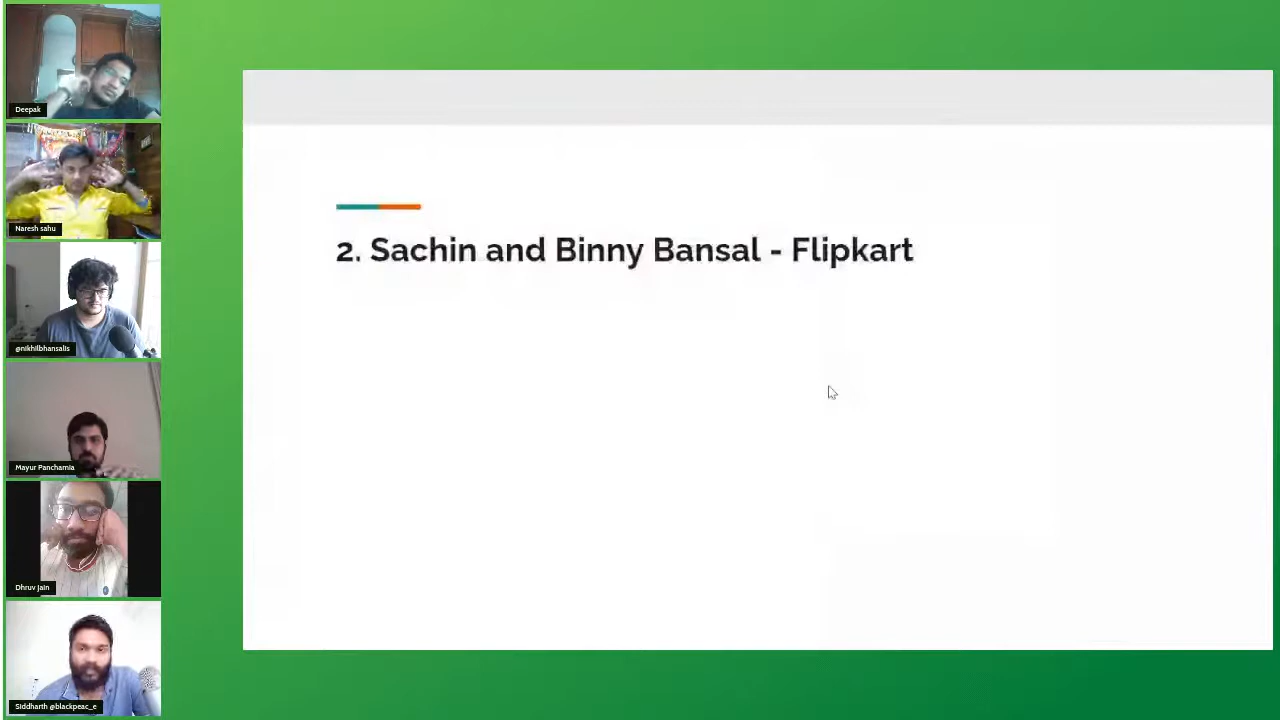 Deepak
Naresh sahu
@nikhilbhansalis
Mayur Panchamia
Dhruv Jain
Siddharth @blackpeac_e
2. Sachin and Binny Bansal - Flipkart